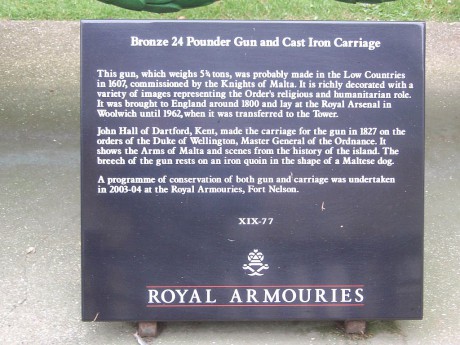 Bronze 24 Pounder Gun and Cast Iron Carriage
This gun, which weighs 5¾ tons, was probably made in the Low Countries
in 1607, commissioned by the Knights of Malta. It is richly decorated with a
variety of images representing the Order's religious and humanitarian role.
It was brought to England around 1800 and lay at the Royal Arsenal in
Woolwich until 1962, when it was transferred to the Tower.
John Hall of Dartford, Kent, made the carriage for the gun in 1827 on the
orders of the Duke of Wellington, Master General of the Ordnance. It
shows the Arms of Malta and scenes from the history of the island. The
breech of the gun rests on an iron quoin in the shape of a Maltese dog.
A programme of conservation of both gun and carriage was undertaken
in 2003-04 at the Royal Armouries, Fort Nelson.
XIX-77
ROYAL ARMOURIES